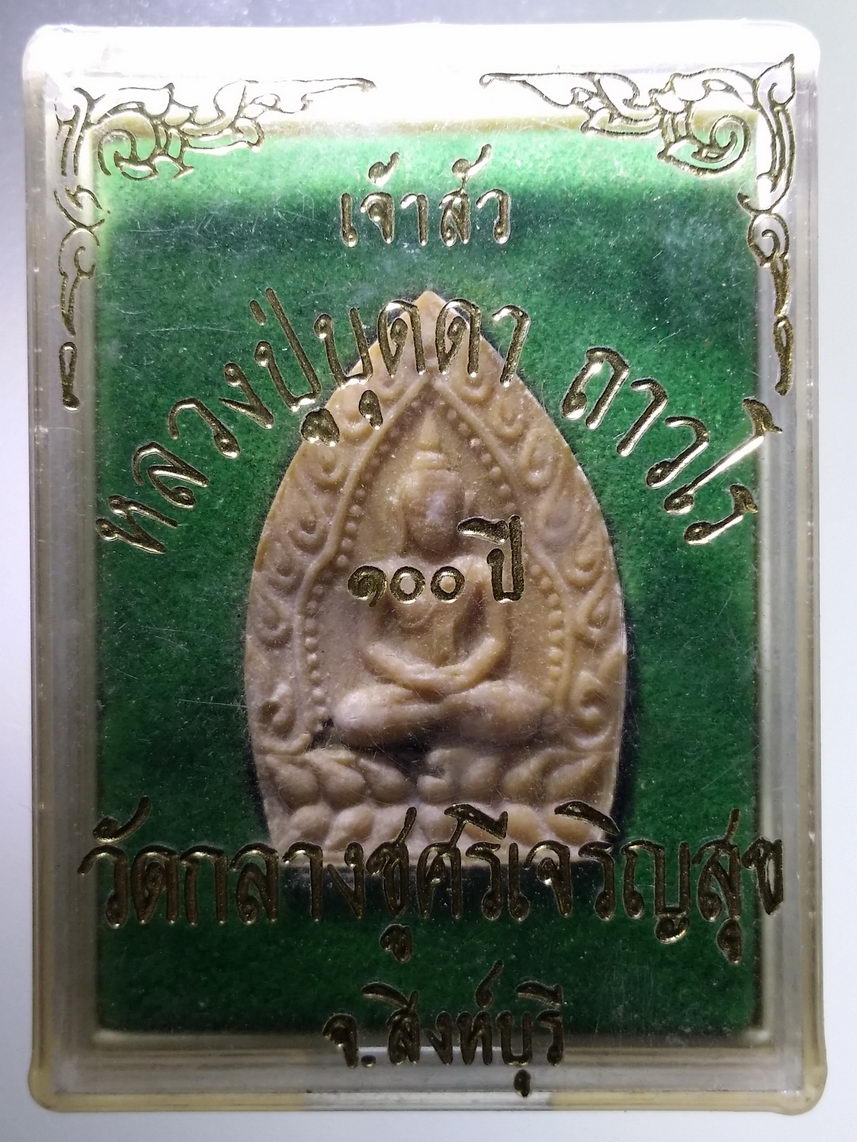 เจ้าสัว
หลวงปู่บุดดา ถาวโร
๑๐๐ ปี
วัดกลางชูศรีเจริญสุข
จ.สิงห์บุรี